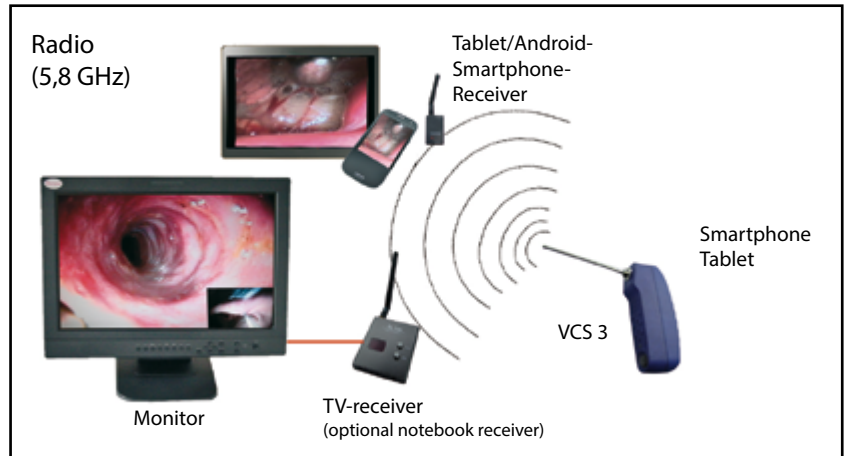 Radio
(5,8 GHz)
Tablet/Android-
Smartphone-
Receiver
Smartphone
Tablet
VCS 3
Monitor
TV-receiver
(optional notebook receiver)